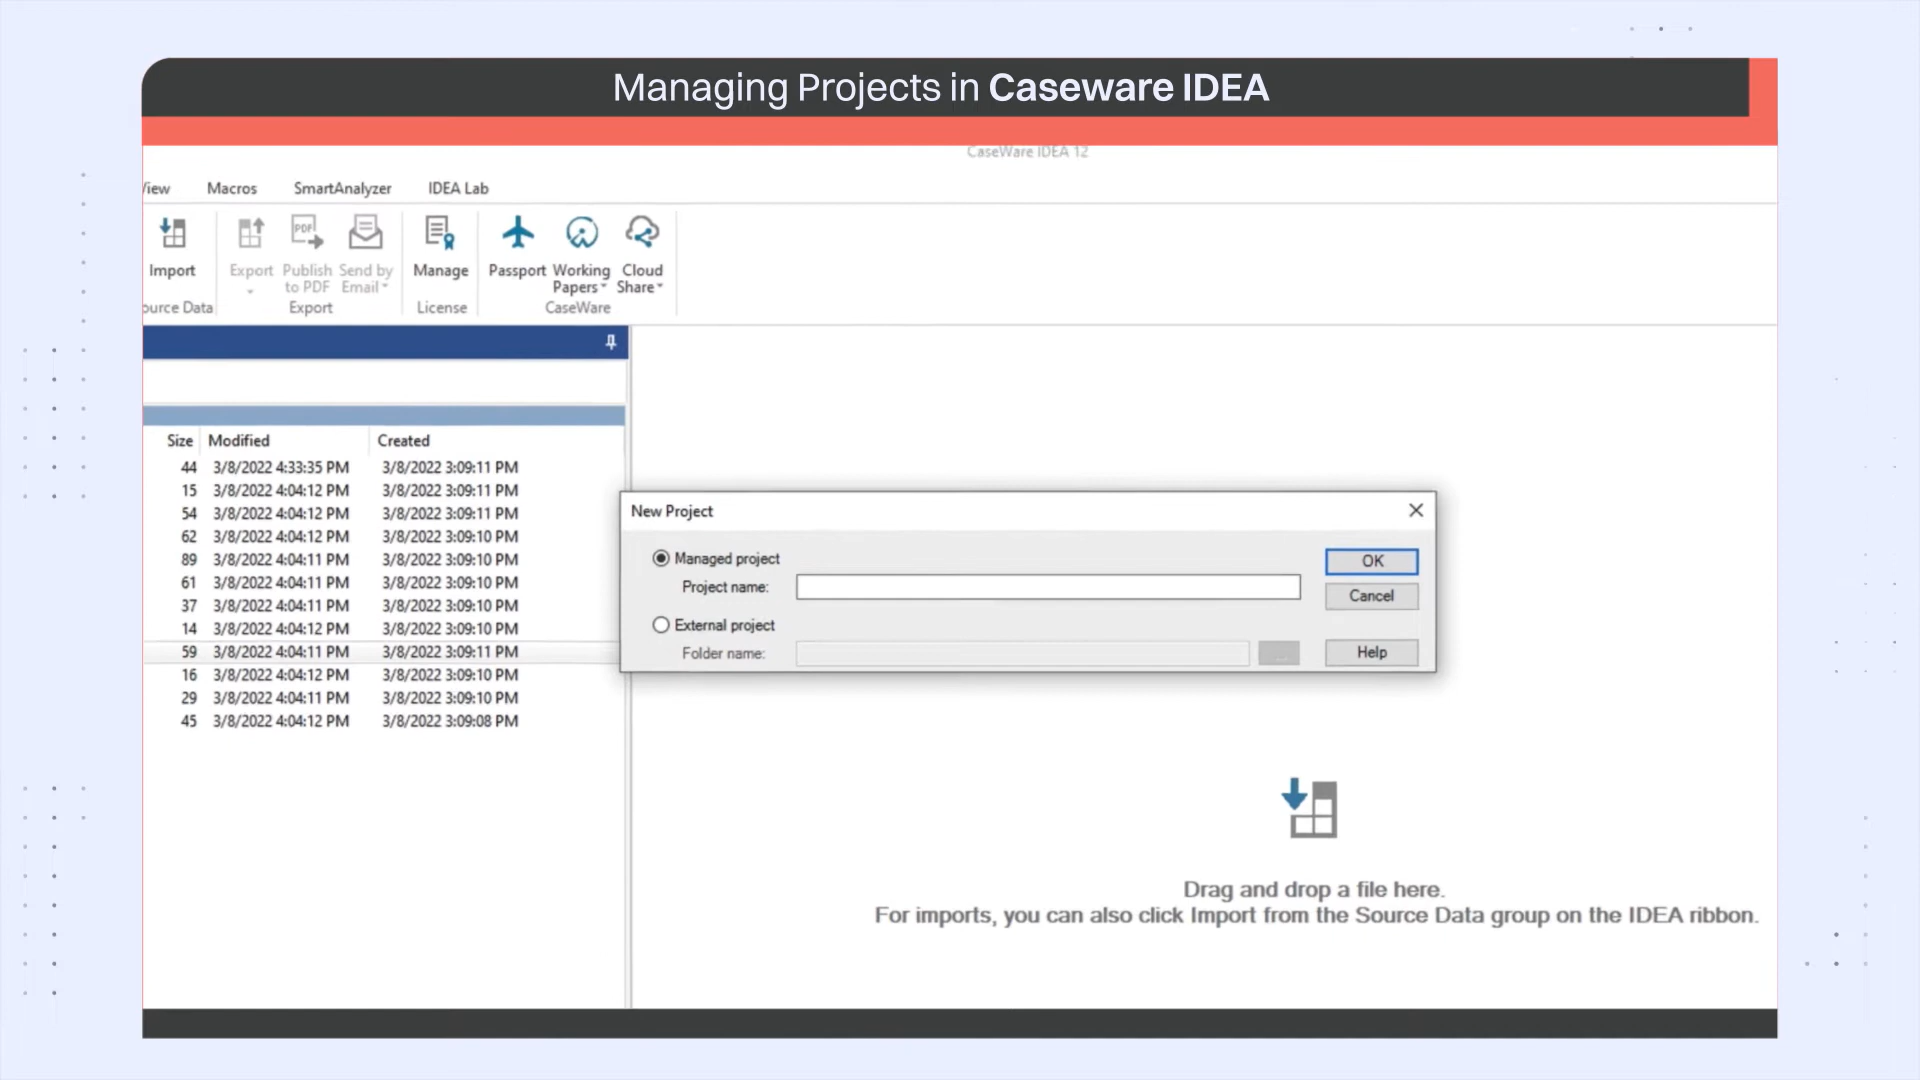 Managing Projects in Caseware IDEA
CaseWare IDEA 12
View Macros SmartAnalyzer IDEA Lab
PDF
Import Export Publish to PDF Send by Email Manage Passport Working Papers Cloud Share
ource Data Export License CaseWare
Size Modified Created
44 3/8/2022 4:33:35 PM 3/8/2022 3:09:11 PM
15 3/8/2022 4:04:12 PM 3/8/2022 3:09:11 PM
54 3/8/2022 4:04:12 PM 3/8/2022 3:09:11 PM
62 3/8/2022 4:04:12 PM 3/8/2022 3:09:10 PM
89 3/8/2022 4:04:11 PM 3/8/2022 3:09:10 PM
61 3/8/2022 4:04:11 PM 3/8/2022 3:09:10 PM
37 3/8/2022 4:04:11 PM 3/8/2022 3:09:10 PM
14 3/8/2022 4:04:12 PM 3/8/2022 3:09:10 PM
59 3/8/2022 4:04:11 PM 3/8/2022 3:09:11 PM
16 3/8/2022 4:04:12 PM 3/8/2022 3:09:10 PM
29 3/8/2022 4:04:11 PM 3/8/2022 3:09:10 PM
45 3/8/2022 4:04:12 PM 3/8/2022 3:09:08 PM
New Project
Managed project
Project name:
External project
Folder name:
OK
Cancel
Help
Drag and drop a file here.
For imports, you can also click Import from the Source Data group on the IDEA ribbon.